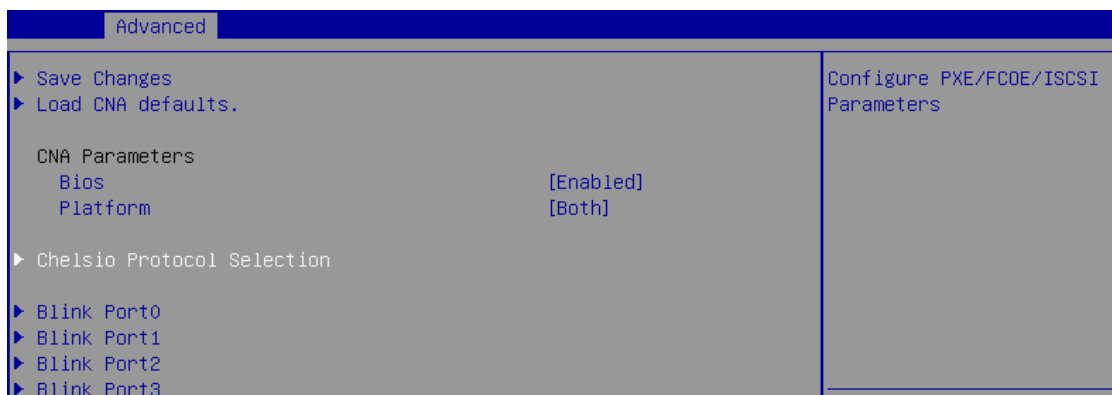 Advanced
▶ Save Changes
▶ Load CNA defaults.
CNA Parameters
Bios [Enabled]
Platform [Both]
▶ Chelsio Protocol Selection
▶ Blink Port0
▶ Blink Port1
▶ Blink Port2
▶ Blink Port3
Configure PXE/FCOE/ISCSI
Parameters